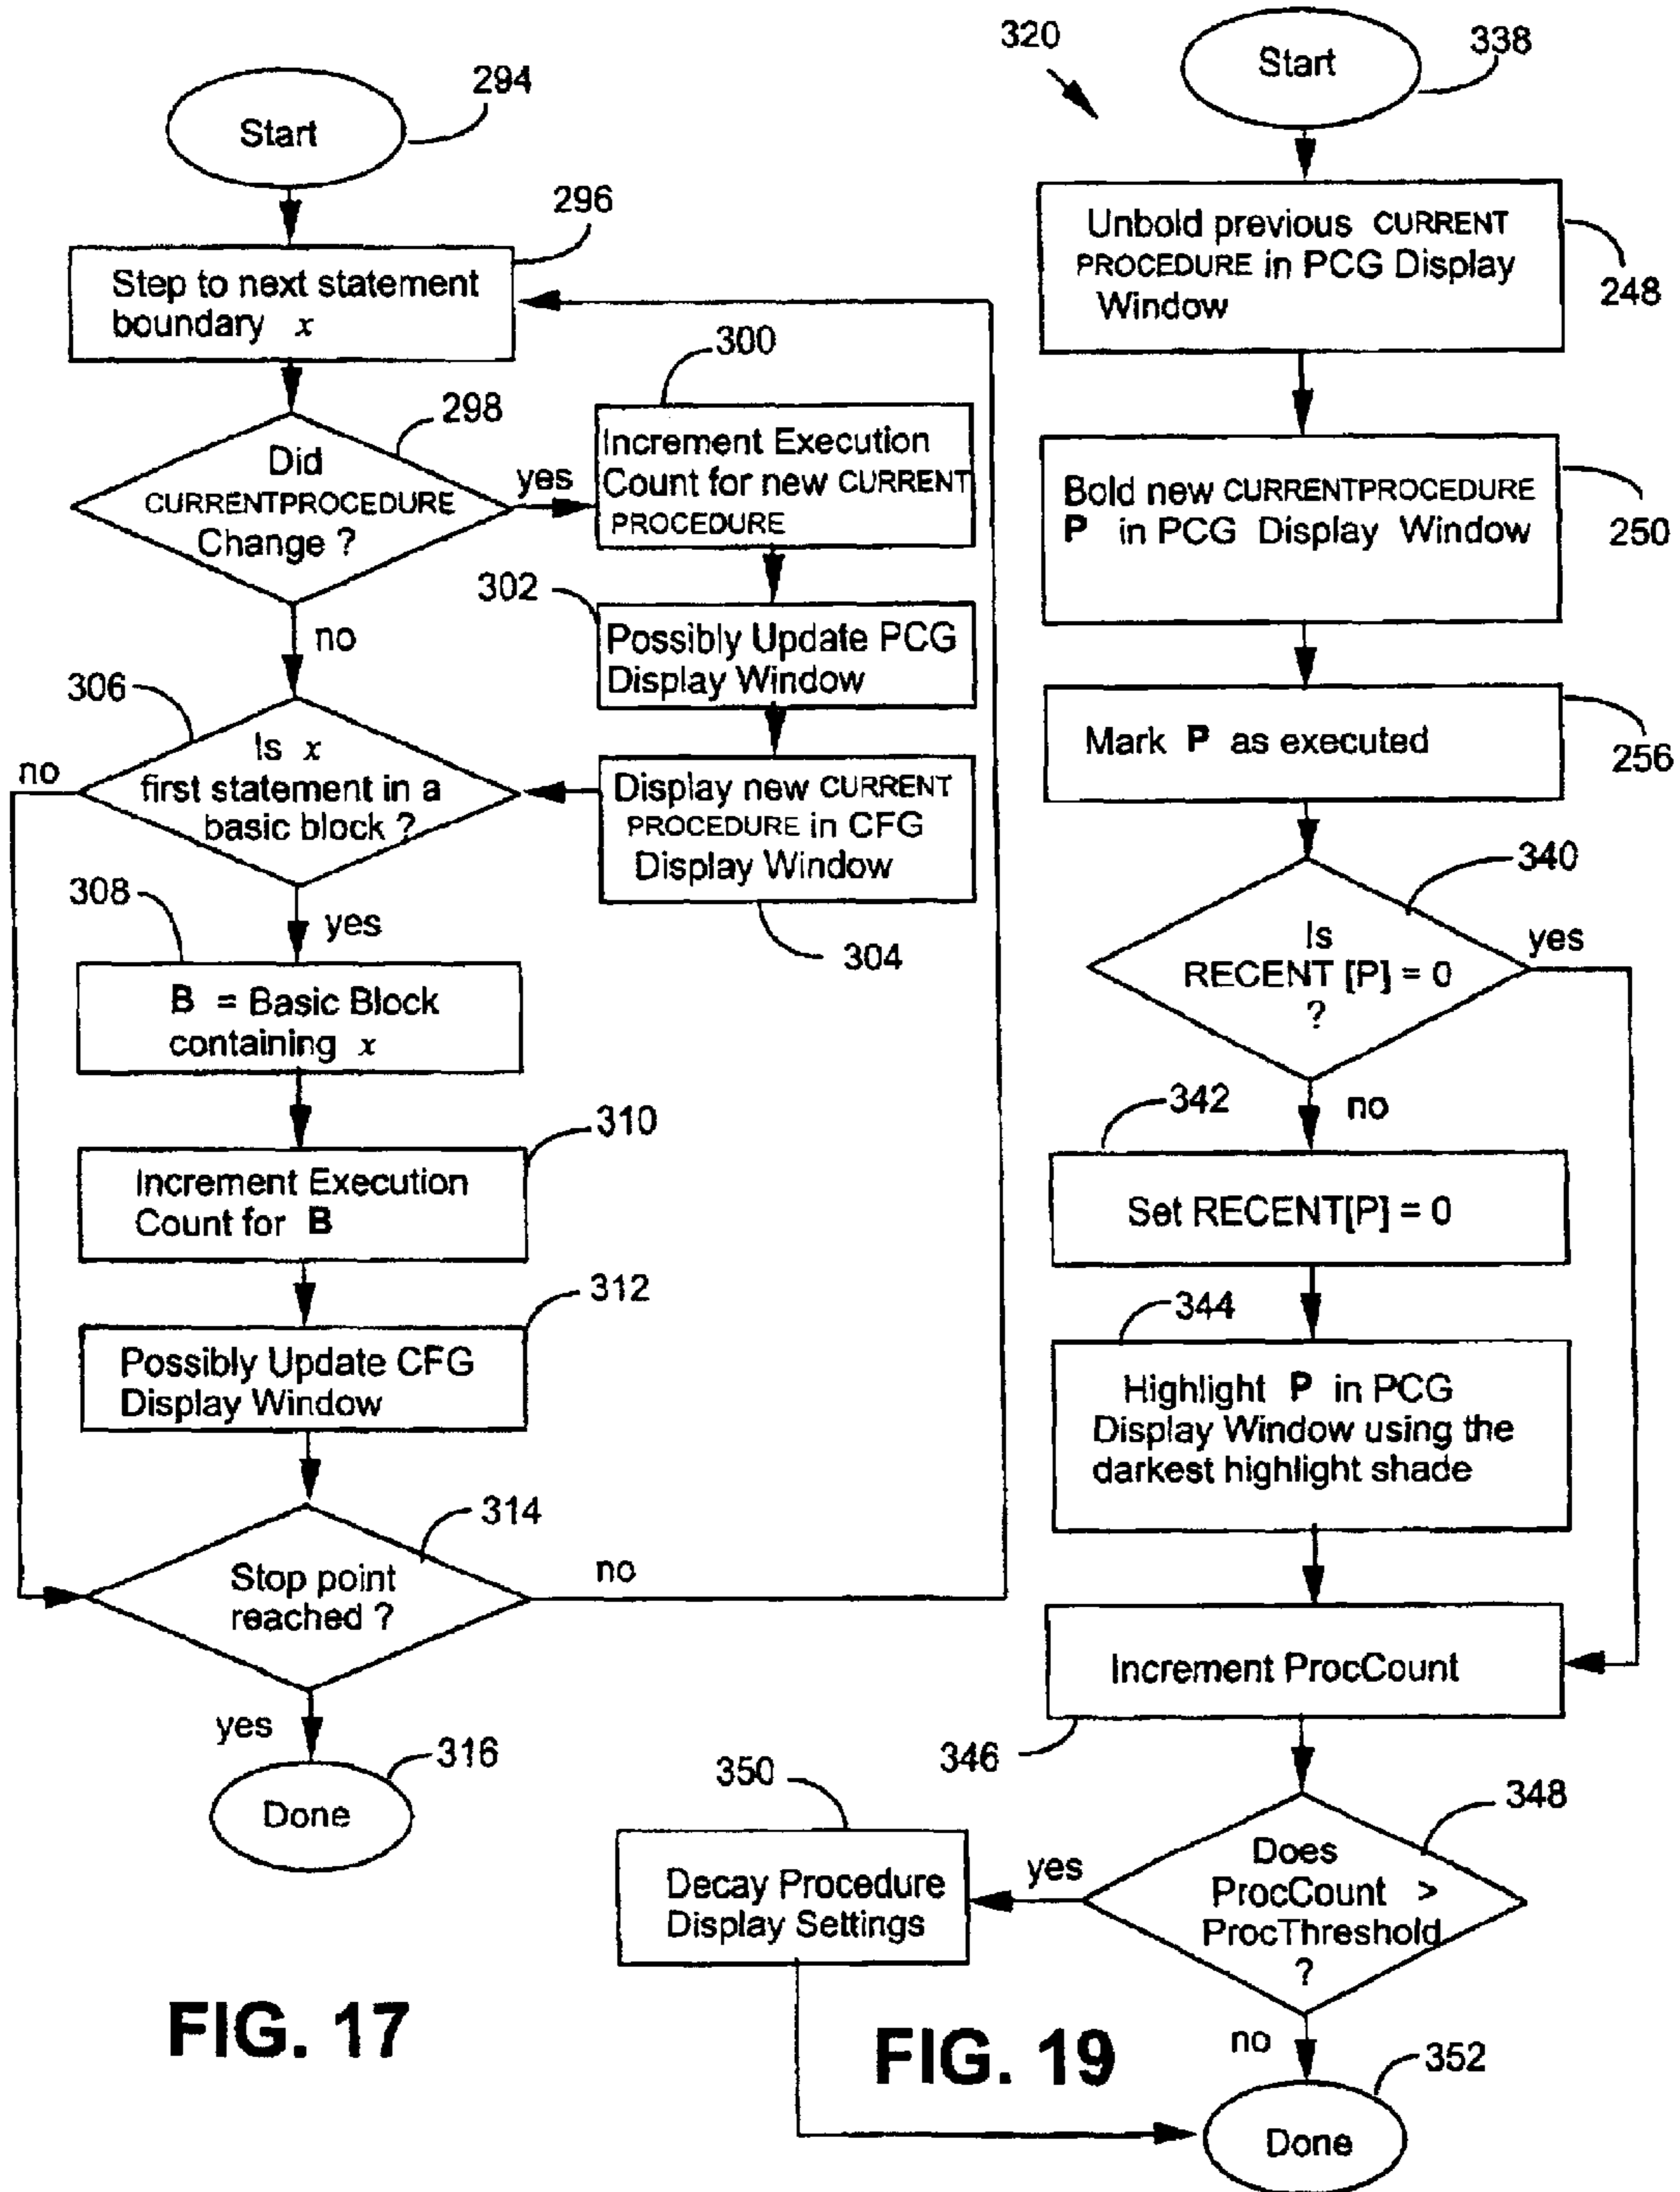 294
Start
296
Step to next statement
boundary x
298
Did
CURRENTPROCEDURE
Change ?
yes
no
300
Increment Execution
Count for new CURRENT
PROCEDURE
302
Possibly Update PCG
Display Window
Display new CURRENT
PROCEDURE in CFG
Display Window
304
306
Is x
first statement in a
basic block ?
no
yes
308
B = Basic Block
containing x
310
Increment Execution
Count for B
312
Possibly Update CFG
Display Window
314
Stop point
reached ?
no
yes
316
Done
FIG. 17
320
338
Start
Unbold previous CURRENT
PROCEDURE in PCG Display
Window
248
Bold new CURRENTPROCEDURE
P in PCG Display Window
250
Mark P as executed
256
340
Is
RECENT [P] = 0
?
yes
no
342
Set RECENT[P] = 0
344
Highlight P in PCG
Display Window using the
darkest highlight shade
Increment ProcCount
346
348
Does
ProcCount >
ProcThreshold
?
yes
350
Decay Procedure
Display Settings
no
352
Done
FIG. 19